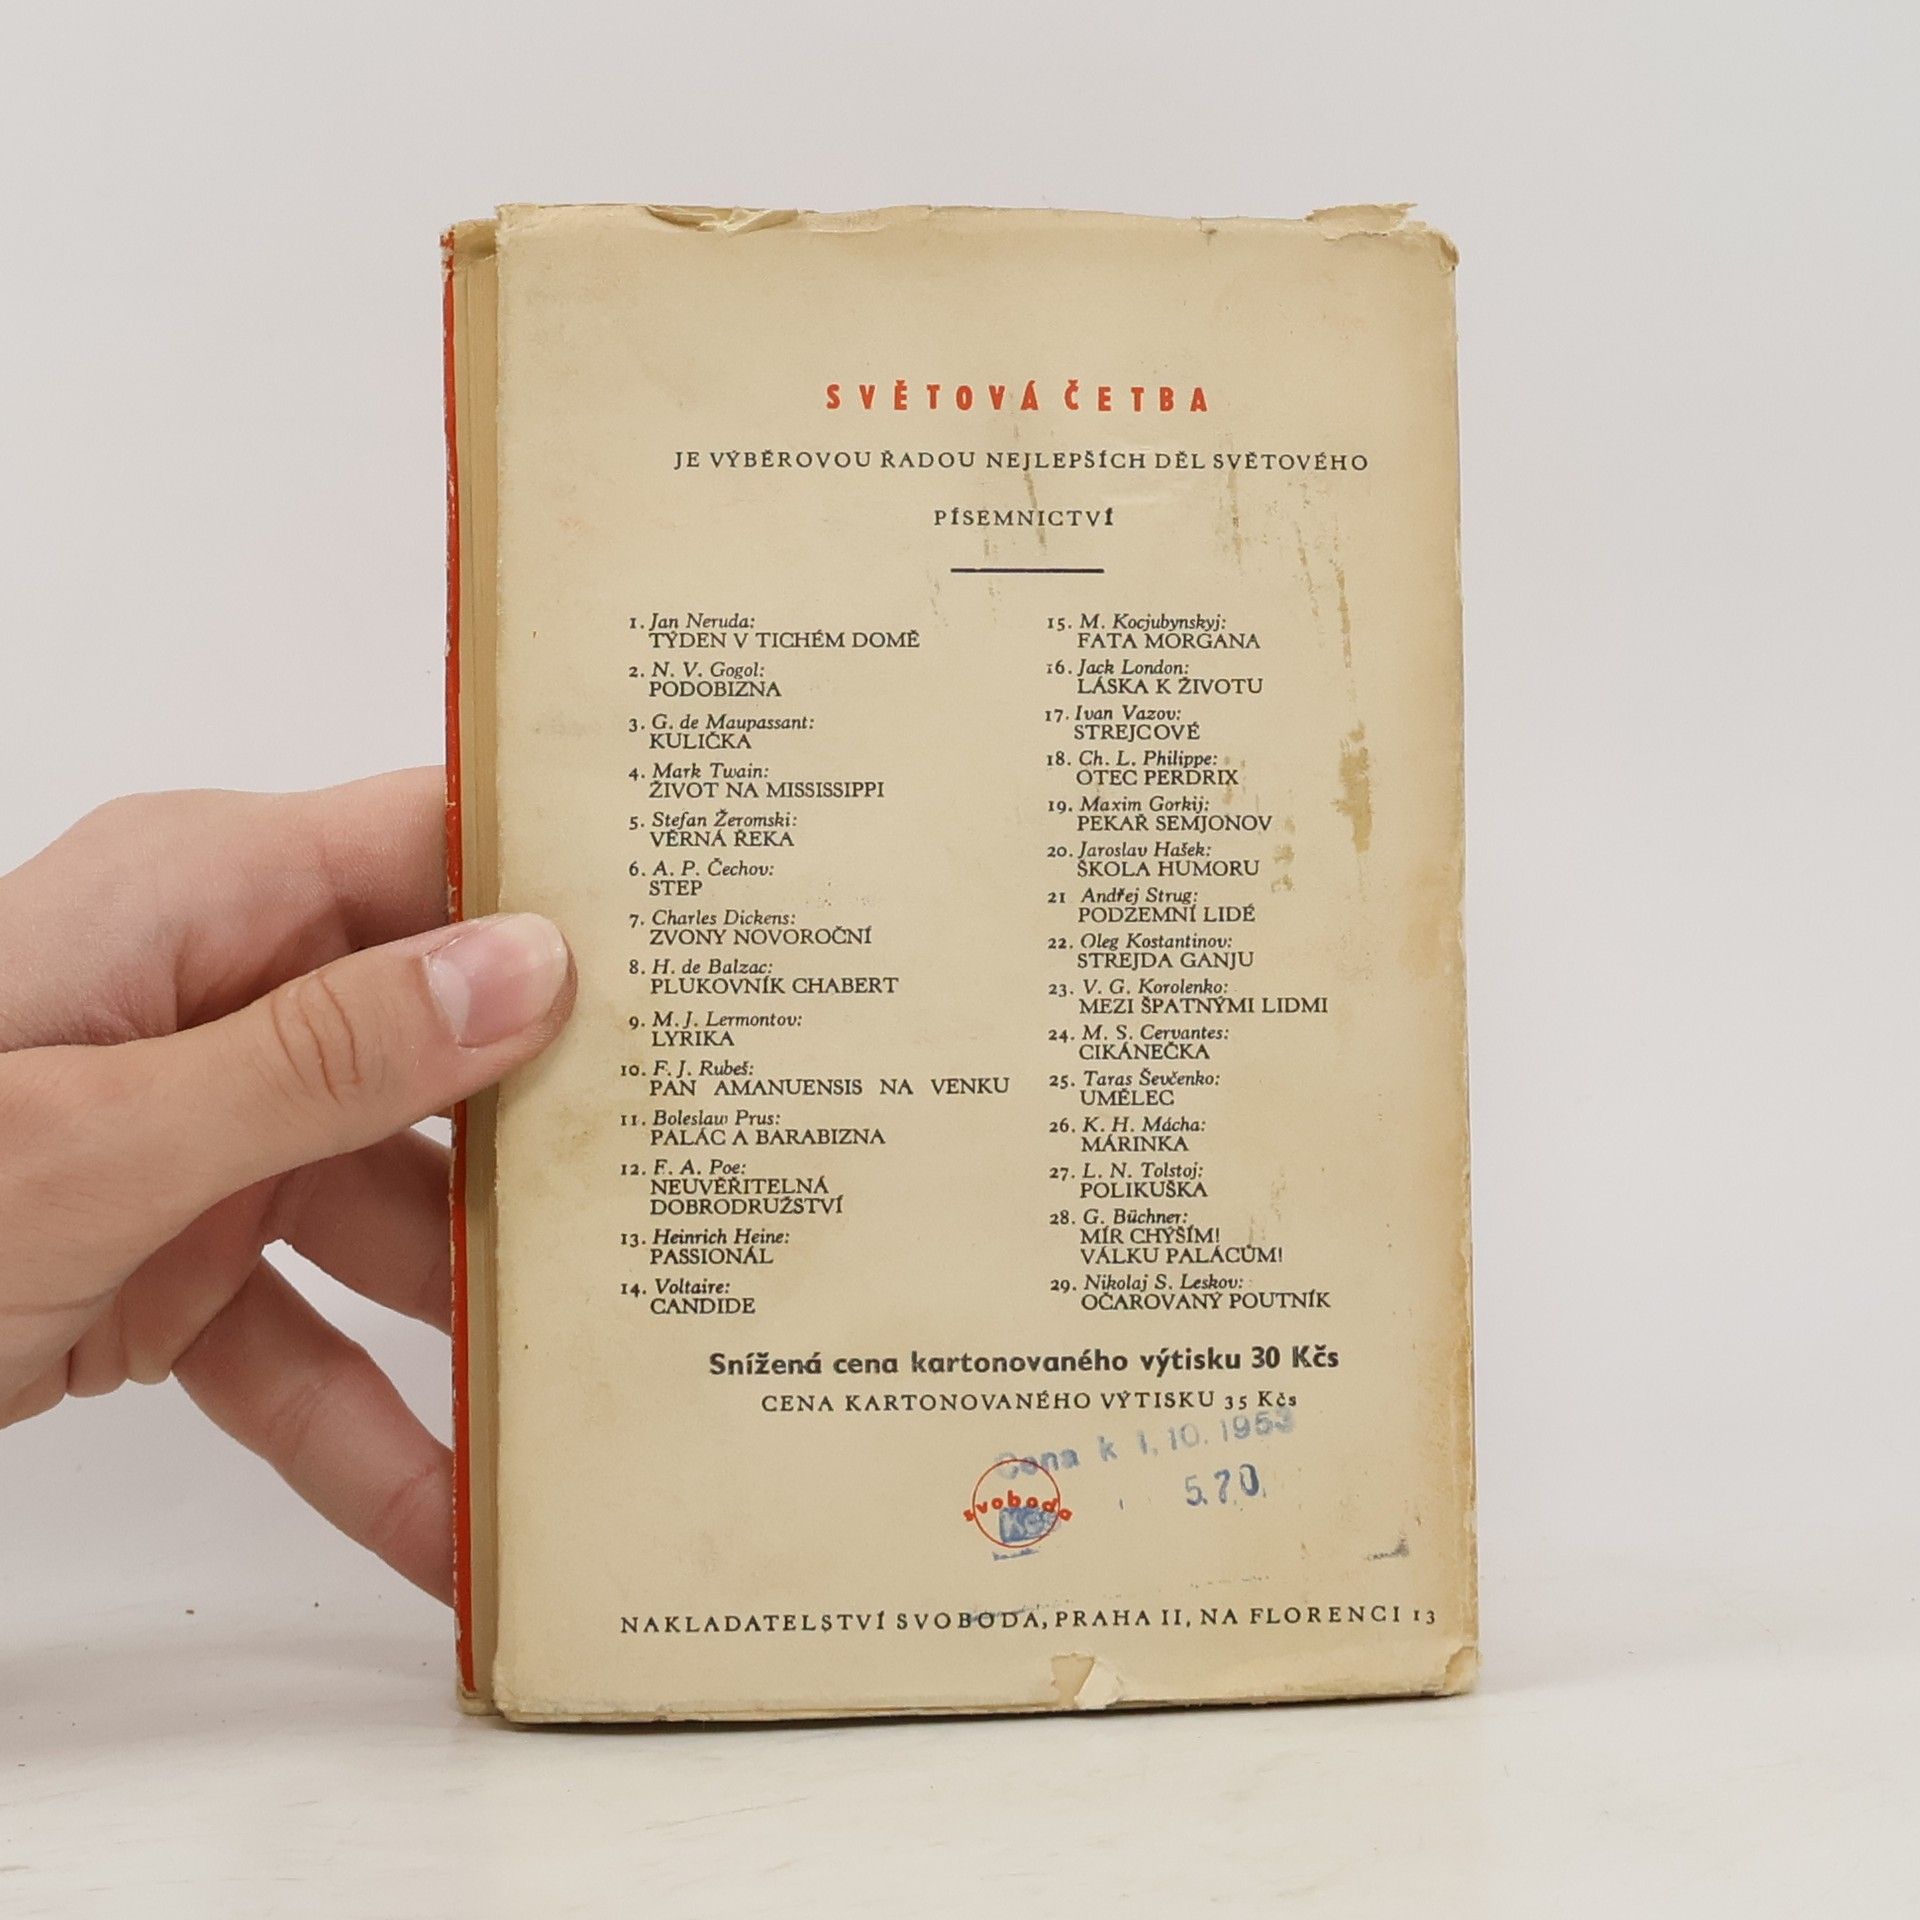 SVĚTOVÁ ČETBA
JE VÝBĚROVOU ŘADOU NEJLEPŠÍCH DĚL SVĚTOVÉHO
PÍSEMNICTVÍ
1. Jan Neruda:
TÝDEN V TICHÉM DOMĚ
2. N. V. Gogol:
PODOBIZNA
3. G. de Maupassant:
KULIČKA
4. Mark Twain:
ŽIVOT NA MISSISSIPPI
5. Stefan Žeromski:
VĚRNÁ ŘEKA
6. A. P. Čechov:
STEP
7. Charles Dickens:
ZVONY NOVOROČNÍ
8. H. de Balzac:
PLUKOVNÍK CHABERT
9. M. J. Lermontov:
LYRIKA
10. F. J. Rubeš:
PAN AMANUENSIS NA VENKU
11. Boleslaw Prus:
PALÁC A BARABIZNA
12. F. A. Poe:
NEUVĚŘITELNÁ
DOBRODRUŽSTVÍ
13. Heinrich Heine:
PASSIONÁL
14. Voltaire:
CANDIDE
15. M. Kocjubynskyj:
FATA MORGANA
16. Jack London:
LÁSKA K ŽIVOTU
17. Ivan Vazov:
STREJCOVÉ
18. Ch. L. Philippe:
OTEC PERDRIX
19. Maxim Gorkij:
PEKAŘ SEMJONOV
20. Jaroslav Hašek:
ŠKOLA HUMORU
21 Andřej Strug:
PODZEMNÍ LIDÉ
22. Oleg Kostantinov:
STREJDA GANJU
23. V. G. Korolenko:
MEZI ŠPATNÝMI LIDMI
24. M. S. Cervantes:
CIKÁNEČKA
25. Taras Ševčenko:
UMĚLEC
26. K. H. Mácha:
MÁRINKA
27. L. N. Tolstoj:
POLIKUŠKA
28. G. Büchner:
MÍR CHÝŠÍM!
VÁLKU PALÁCŮM!
29. Nikolaj S. Leskov:
OČAROVANÝ POUTNÍK
Snížená cena kartonovaného výtisku 30 Kčs
CENA KARTONOVANÉHO VÝTISKU 35 Kčs
Cena k 1.10.1953
5.70
svoboda
Kčs
NAKLADATELSTVÍ SVOBODA, PRAHA II, NA FLORENCI 13